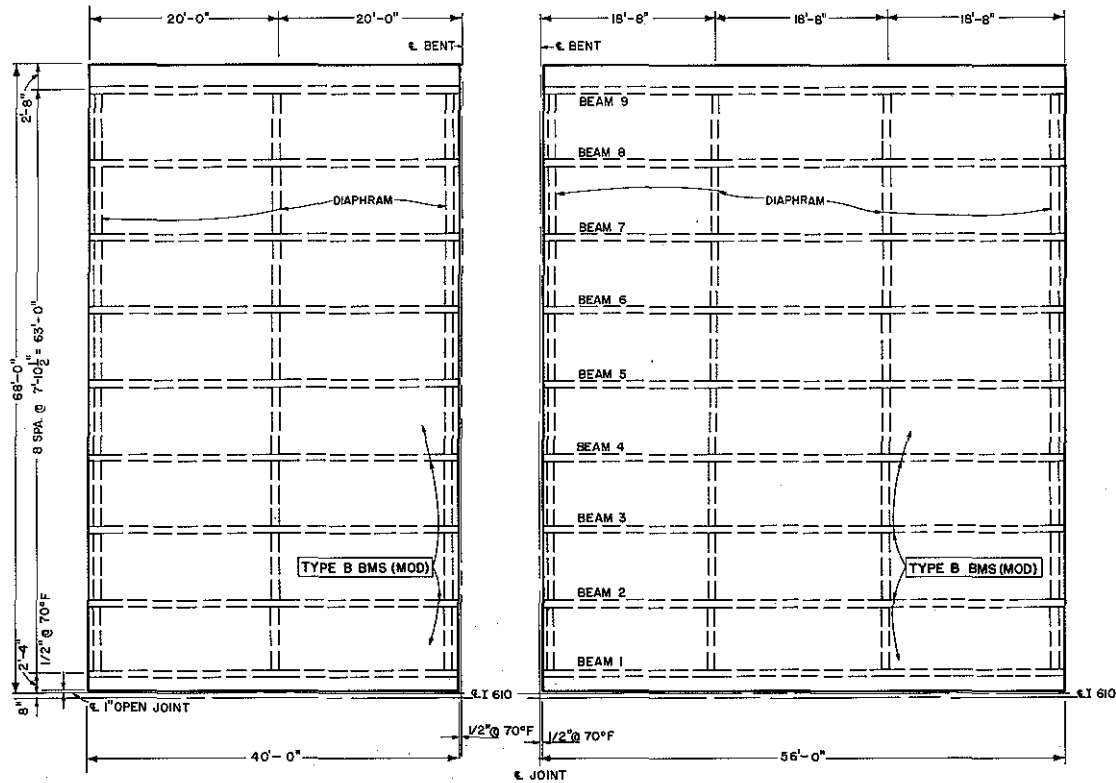 20'-0" 20'-0" 18'-8" 18'-8" 18'-8"
℄ BENT ℄ BENT
2'-8"
BEAM 9
BEAM 8
DIAPHRAM DIAPHRAM
BEAM 7
BEAM 6
68'-0"
8 SPA. @ 7'-10½" = 63'-0"
BEAM 5
BEAM 4
BEAM 3
TYPE B BMS (MOD) TYPE B BMS (MOD)
BEAM 2
1/2" @ 70°F
2'-4"
BEAM 1
8"
℄ 1" OPEN JOINT
℄ I 610 ℄ I 610
1/2" @ 70°F 1/2" @ 70°F
40'-0" 56'-0"
℄ JOINT